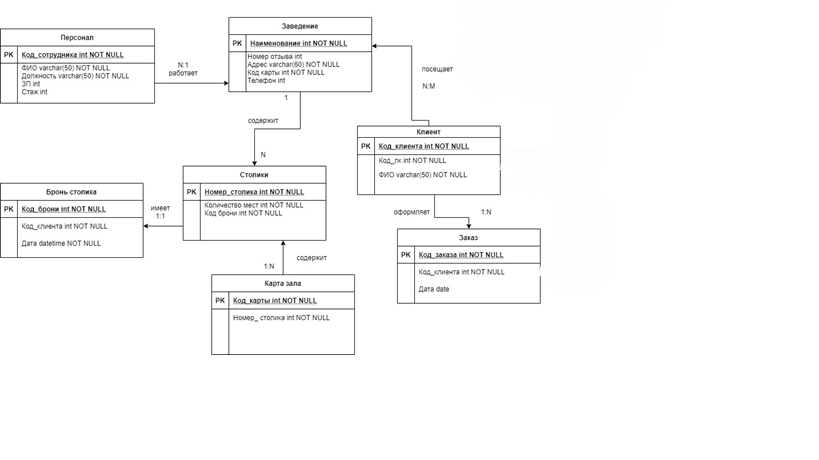 Заведение
PK Наименование int NOT NULL
Номер отзыва int
Адрес varchar(60) NOT NULL
Код карты int NOT NULL
Телефон int
Персонал
PK Код_сотрудника int NOT NULL
ФИО varchar(50) NOT NULL
Должность varchar(50) NOT NULL
ЗП int
Стаж int
N:1
работает
посещает
N:M
1
содержит
N
Клиент
PK Код_клиента int NOT NULL
Код_лк int NOT NULL
ФИО varchar(50) NOT NULL
Столики
PK Номер_столика int NOT NULL
Количество мест int NOT NULL
Код брони int NOT NULL
Бронь столика
PK Код_брони int NOT NULL
Код_клиента int NOT NULL
Дата datetime NOT NULL
имеет
1:1
оформляет
1:N
Заказ
PK Код_заказа int NOT NULL
Код_клиента int NOT NULL
Дата date
содержит
1:N
Карта зала
PK Код_карты int NOT NULL
Номер_ столика int NOT NULL